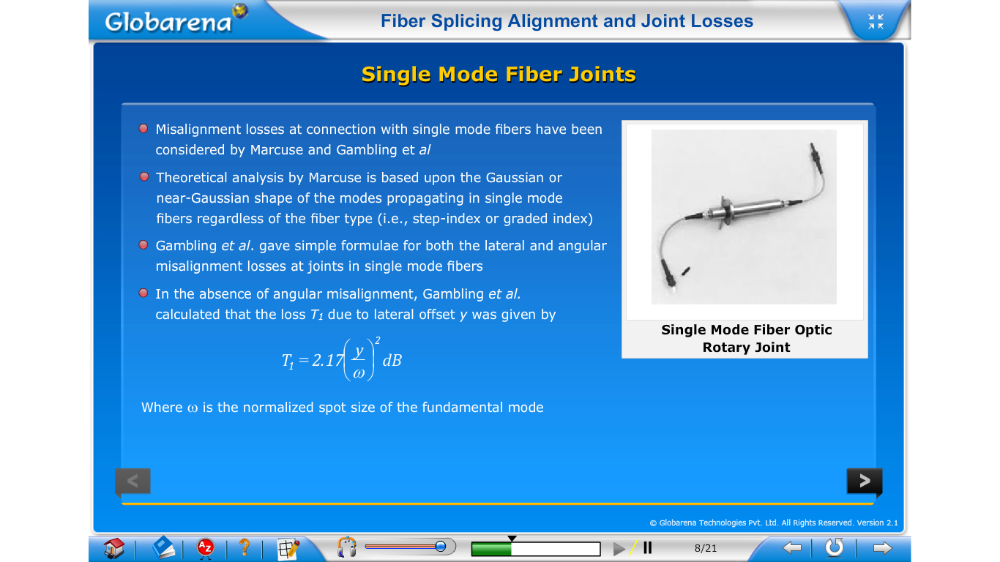 Globarena
Fiber Splicing Alignment and Joint Losses
Single Mode Fiber Joints
Misalignment losses at connection with single mode fibers have been
considered by Marcuse and Gambling et al
Theoretical analysis by Marcuse is based upon the Gaussian or
near-Gaussian shape of the modes propagating in single mode
fibers regardless of the fiber type (i.e., step-index or graded index)
Gambling et al. gave simple formulae for both the lateral and angular
misalignment losses at joints in single mode fibers
In the absence of angular misalignment, Gambling et al.
calculated that the loss T₁ due to lateral offset y was given by
T₁ = 2.17(y/ω)² dB
Where ω is the normalized spot size of the fundamental mode
Single Mode Fiber Optic
Rotary Joint
<
>
© Globarena Technologies Pvt. Ltd. All Rights Reserved. Version 2.1
AZ
?
8/21